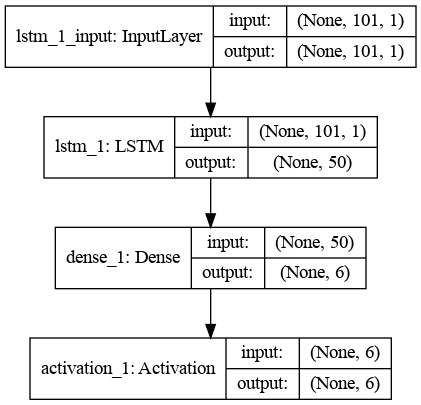 lstm_1_input: InputLayer
input: (None, 101, 1)
output: (None, 101, 1)
lstm_1: LSTM
input: (None, 101, 1)
output: (None, 50)
dense_1: Dense
input: (None, 50)
output: (None, 6)
activation_1: Activation
input: (None, 6)
output: (None, 6)